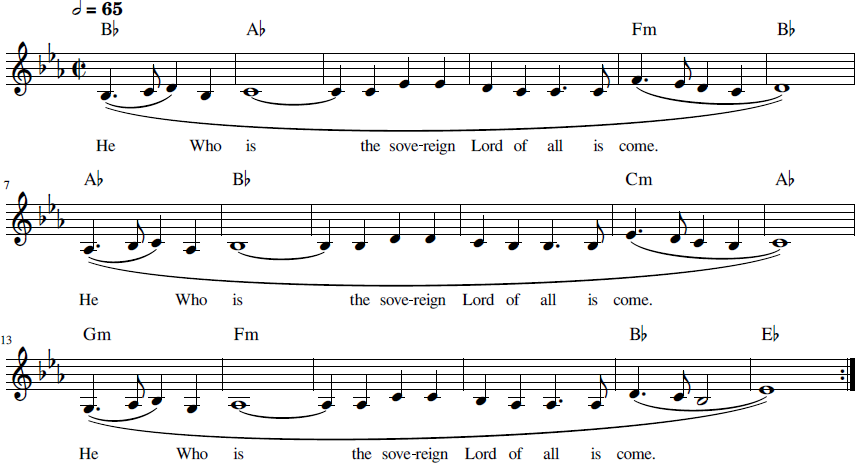 𝅗𝅥 = 65
B♭ A♭ Fm B♭
He Who is the sove-reign Lord of all is come.
7
A♭ B♭ Cm A♭
He Who is the sove-reign Lord of all is come.
13
Gm Fm B♭ E♭
He Who is the sove-reign Lord of all is come.